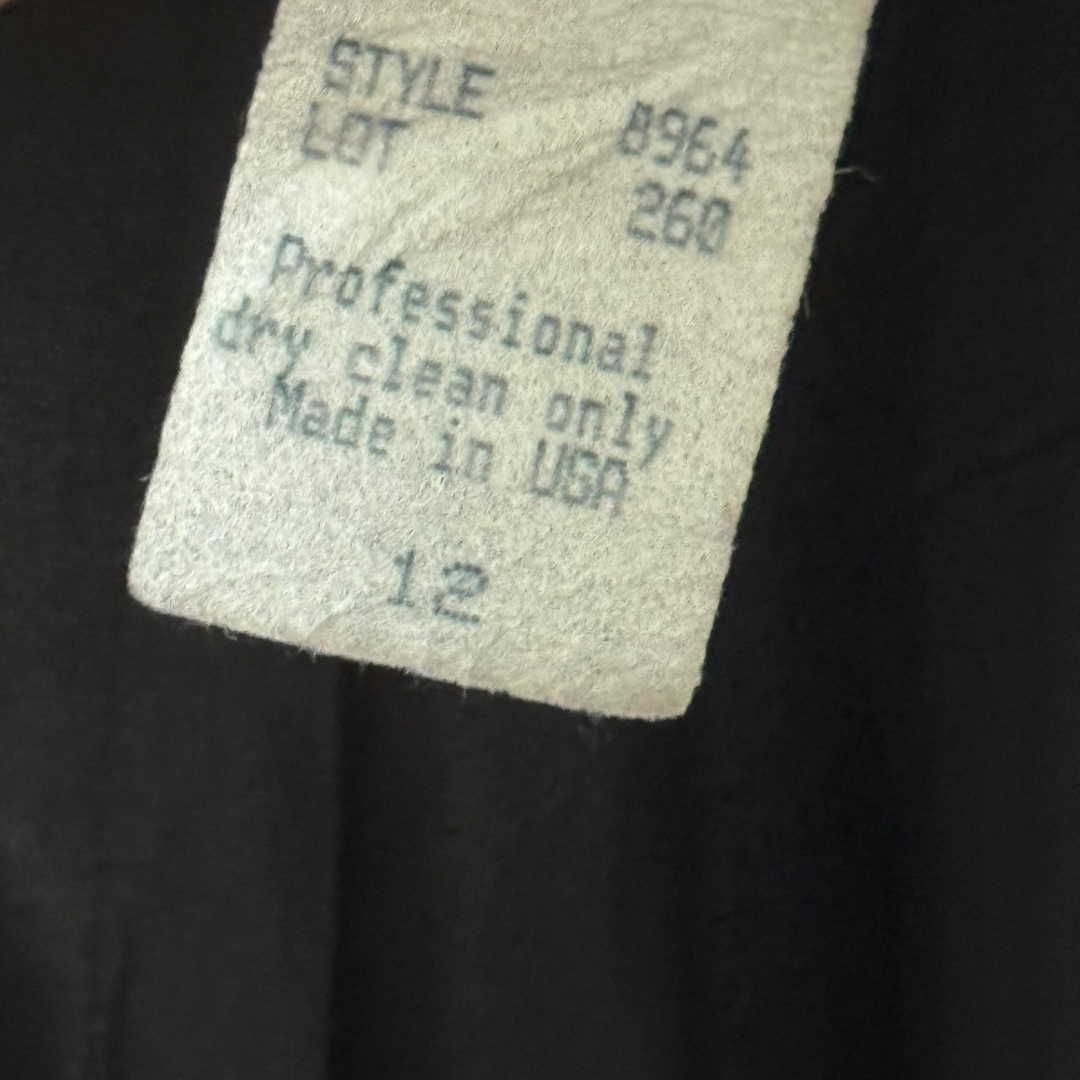 STYLE 8964
LOT 260
Professional
dry clean only
Made in USA
12